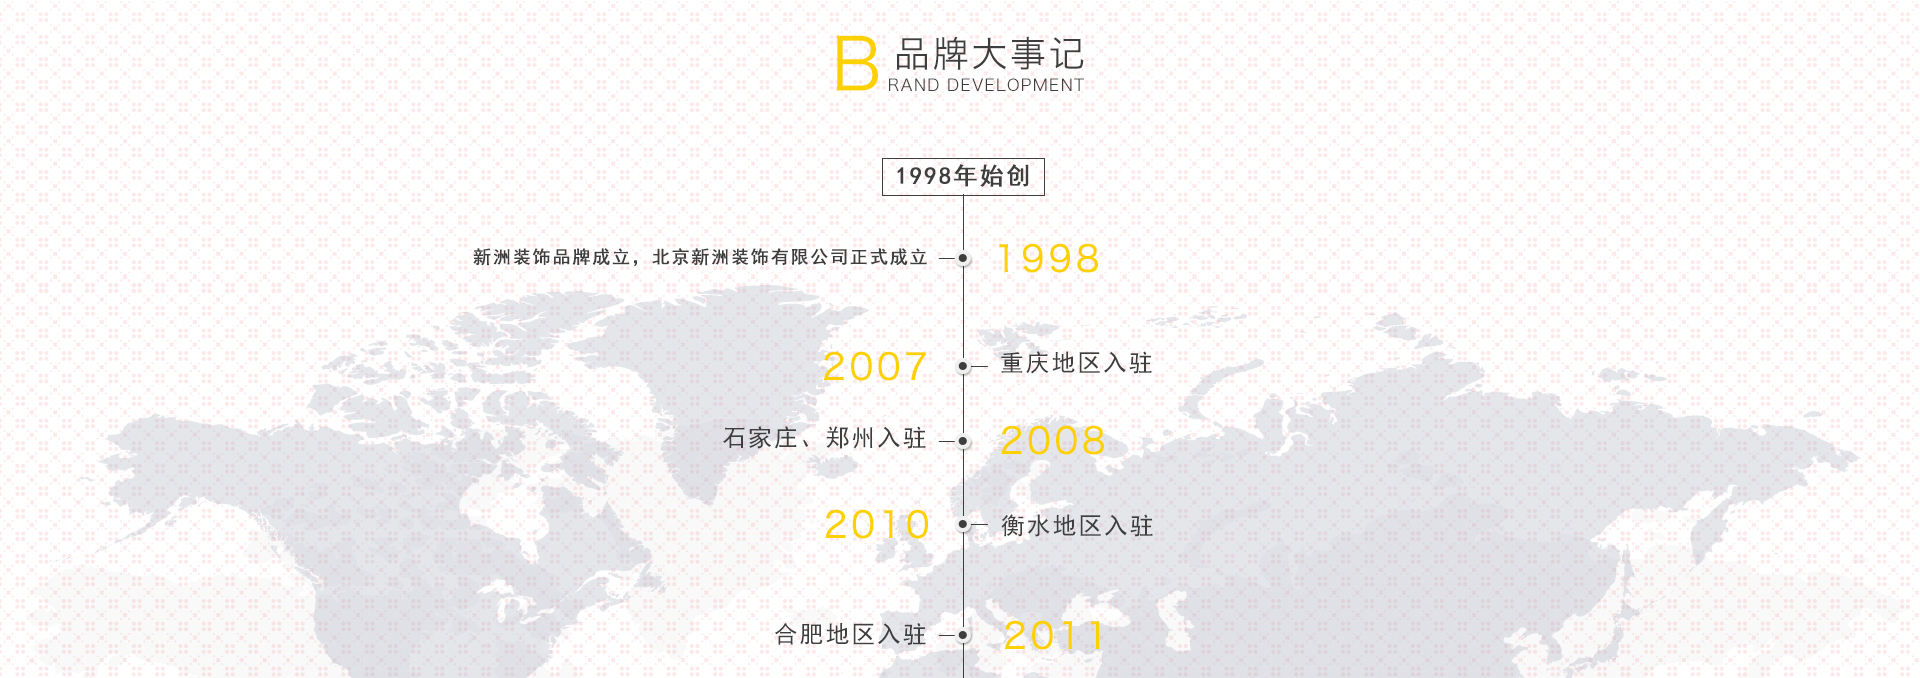 B 品牌大事记
RAND DEVELOPMENT
1998年始创
新洲装饰品牌成立，北京新洲装饰有限公司正式成立 1998
2007 重庆地区入驻
石家庄、郑州入驻 2008
2010 衡水地区入驻
合肥地区入驻 2011